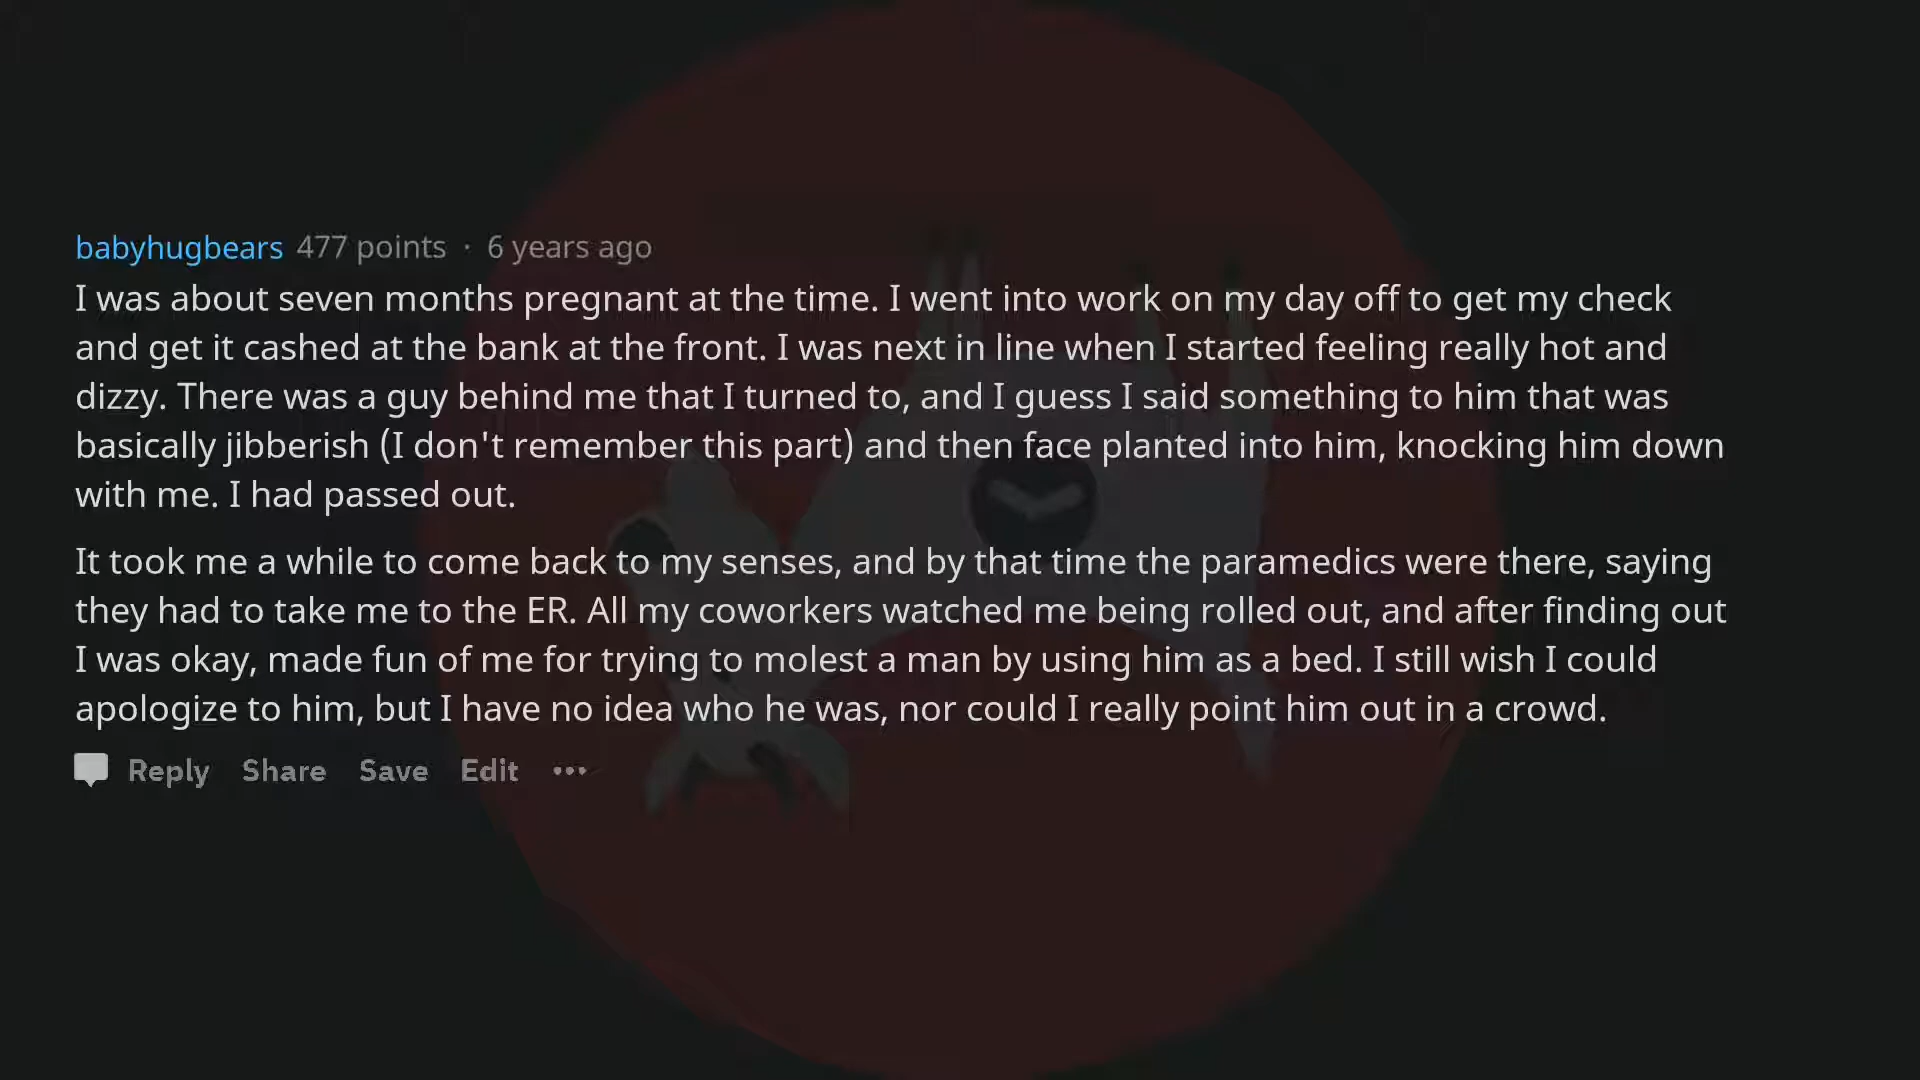 babyhugbears 477 points · 6 years ago
I was about seven months pregnant at the time. I went into work on my day off to get my check
and get it cashed at the bank at the front. I was next in line when I started feeling really hot and
dizzy. There was a guy behind me that I turned to, and I guess I said something to him that was
basically jibberish (I don't remember this part) and then face planted into him, knocking him down
with me. I had passed out.
It took me a while to come back to my senses, and by that time the paramedics were there, saying
they had to take me to the ER. All my coworkers watched me being rolled out, and after finding out
I was okay, made fun of me for trying to molest a man by using him as a bed. I still wish I could
apologize to him, but I have no idea who he was, nor could I really point him out in a crowd.
Reply Share Save Edit •••